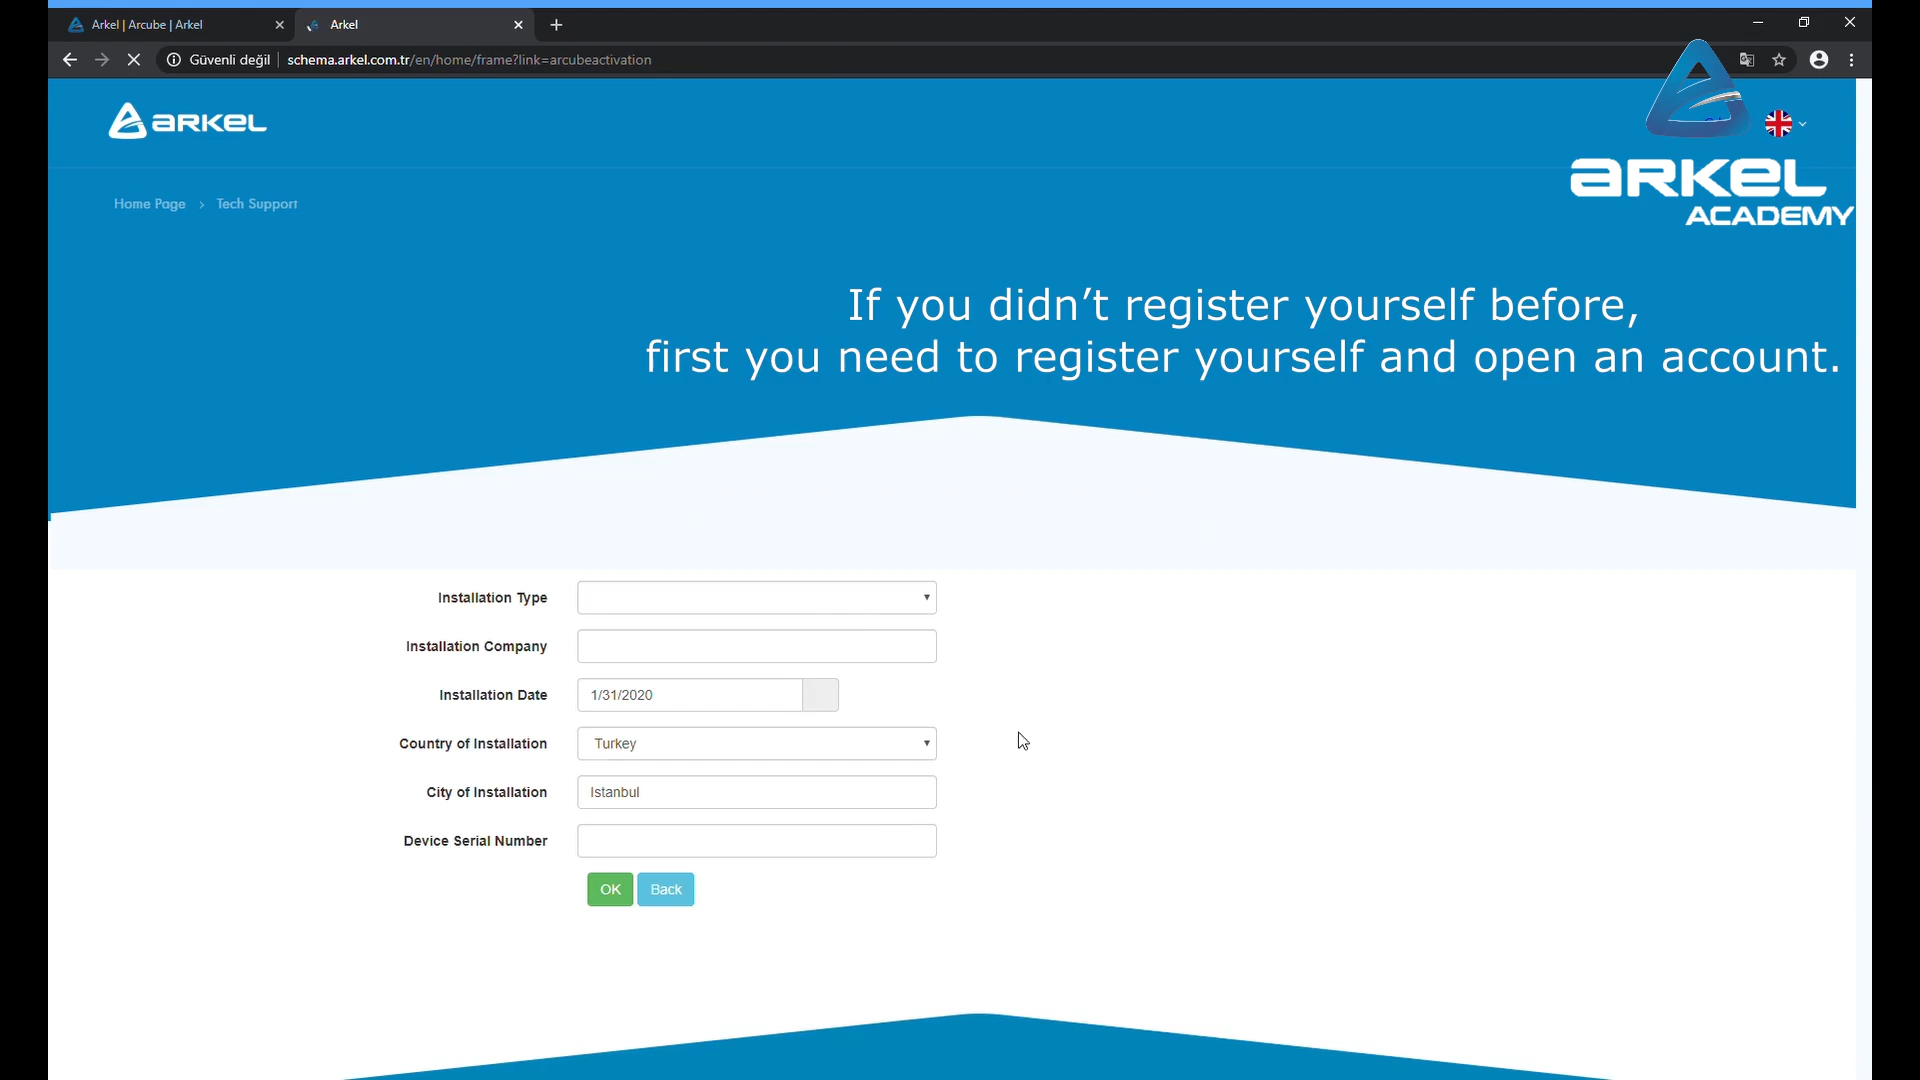 Arkel | Arcube | Arkel
Arkel
Güvenli değil
schema.arkel.com.tr/en/home/frame?link=arcubeactivation
ARKEL
ARKEL
ACADEMY
Home Page > Tech Support
If you didn’t register yourself before,
first you need to register yourself and open an account.
Installation Type
Installation Company
Installation Date
1/31/2020
Country of Installation
Turkey
City of Installation
Istanbul
Device Serial Number
OK
Back